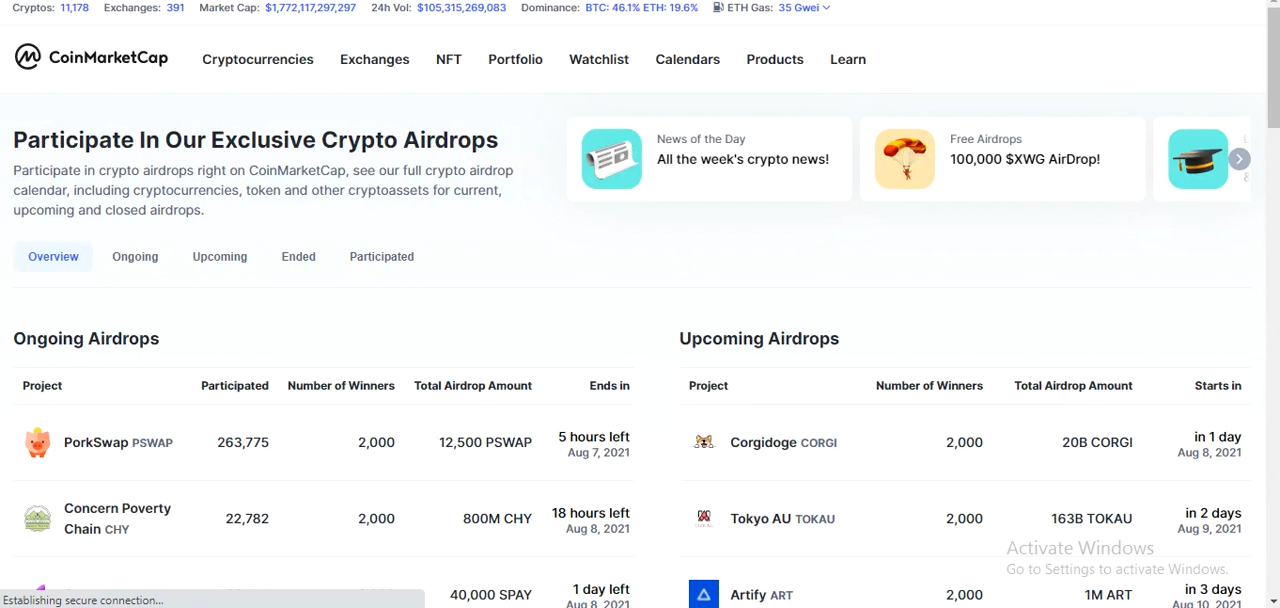 Cryptos: 11,178 Exchanges: 391 Market Cap: $1,772,117,297,297 24h Vol: $105,315,269,083 Dominance: BTC: 46.1% ETH: 19.6% ETH Gas: 35 Gwei
CoinMarketCap Cryptocurrencies Exchanges NFT Portfolio Watchlist Calendars Products Learn
Participate In Our Exclusive Crypto Airdrops
Participate in crypto airdrops right on CoinMarketCap, see our full crypto airdrop
calendar, including cryptocurrencies, token and other cryptoassets for current,
upcoming and closed airdrops.
News of the Day
All the week's crypto news!
Free Airdrops
100,000 $XWG AirDrop!
Overview Ongoing Upcoming Ended Participated
Ongoing Airdrops
Project Participated Number of Winners Total Airdrop Amount Ends in
PorkSwap PSWAP 263,775 2,000 12,500 PSWAP 5 hours left
Aug 7, 2021
Concern Poverty
Chain CHY 22,782 2,000 800M CHY 18 hours left
Aug 8, 2021
40,000 SPAY 1 day left
Aug 8, 2021
Upcoming Airdrops
Project Number of Winners Total Airdrop Amount Starts in
Corgidoge CORGI 2,000 20B CORGI in 1 day
Aug 8, 2021
Tokyo AU TOKAU 2,000 163B TOKAU in 2 days
Aug 9, 2021
Artify ART 2,000 1M ART in 3 days
Aug 10, 2021
Activate Windows
Go to Settings to activate Windows.
Establishing secure connection...